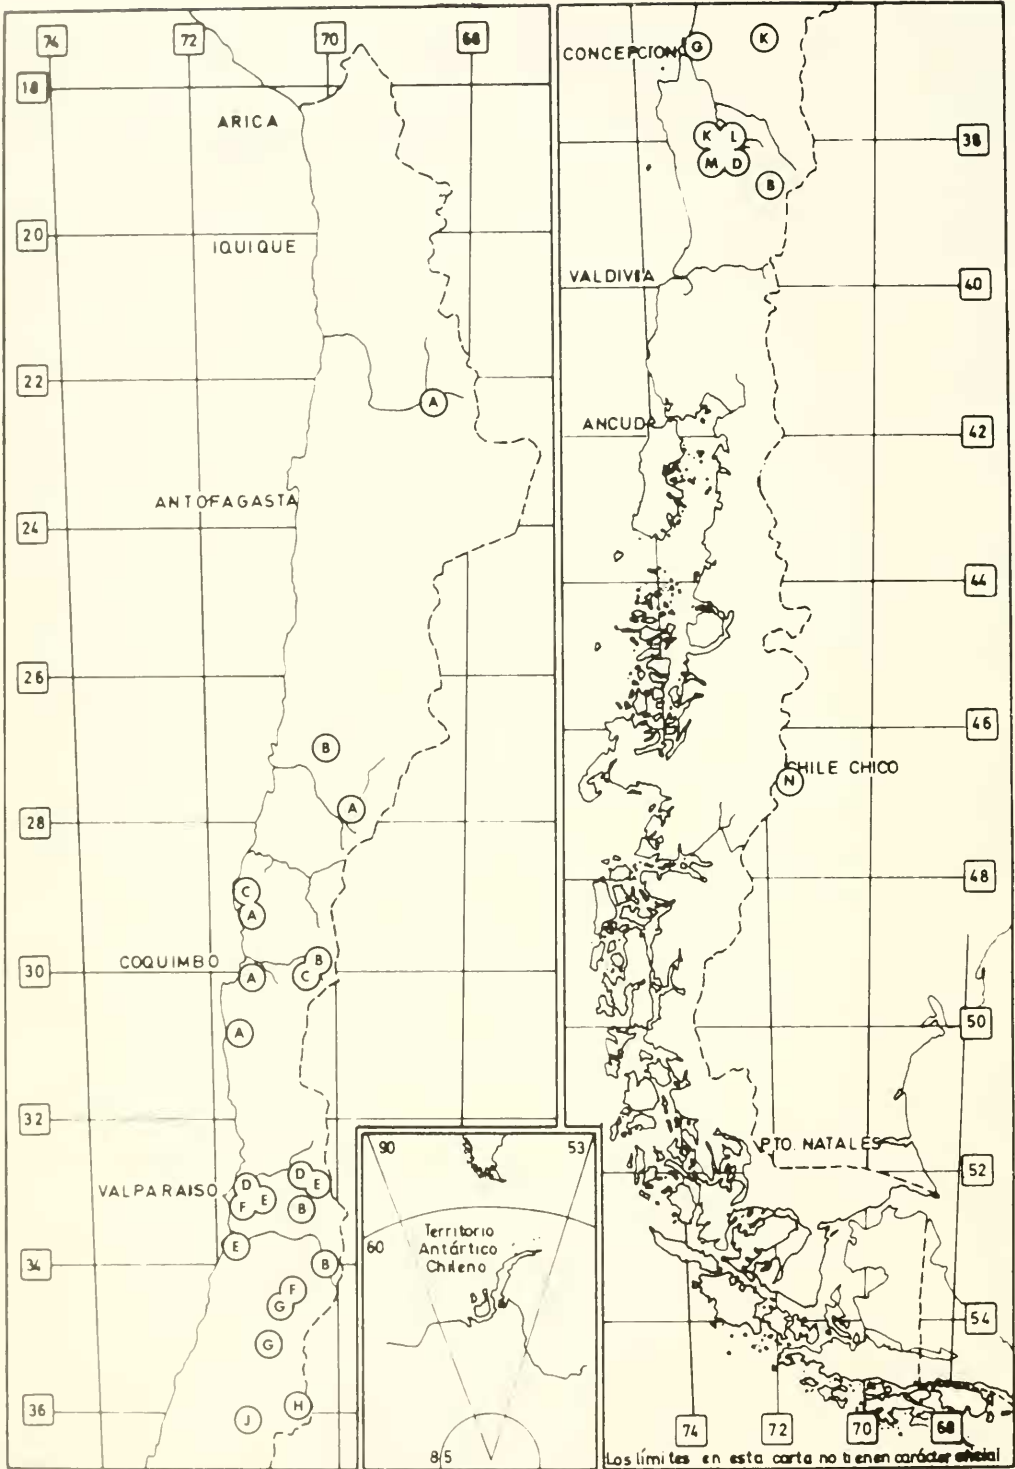 74
72
70
68
18
ARICA
20
IQUIQUE
22
A
ANTOFAGASTA
24
26
B
A
28
C
A
COQUIMBO
30
A
B
C
A
32
VALPARAISO
D
E
F
D
E
B
E
34
B
F
G
G
36
J
H
90
53
60
Territorio
Antártico
Chileno
85
CONCEPCION
G
K
K
L
M
D
38
B
VALDIVIA
40
ANCUD
42
44
46
CHILE CHICO
N
48
50
PTO. NATALES
52
54
74
72
70
68
Los límites en esta carta no tienen carácter oficial